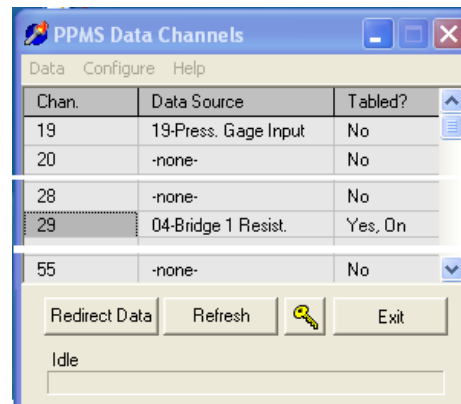 PPMS Data Channels
Data Configure Help
Chan. Data Source Tabled?
19 19-Press. Gage Input No
20 -none- No
28 -none- No
29 04-Bridge 1 Resist. Yes, On
55 -none- No
Redirect Data Refresh Exit
Idle